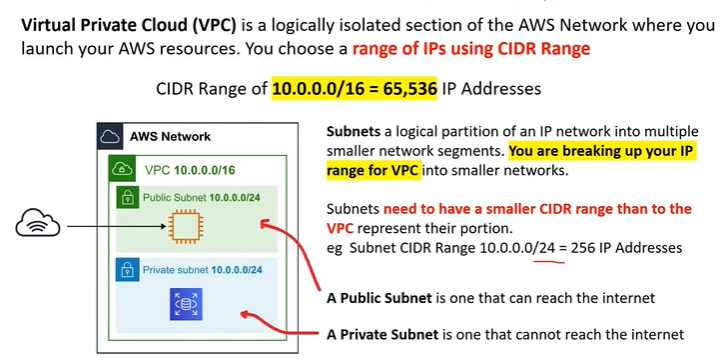 Virtual Private Cloud (VPC) is a logically isolated section of the AWS Network where you
launch your AWS resources. You choose a range of IPs using CIDR Range
CIDR Range of 10.0.0.0/16 = 65,536 IP Addresses
AWS Network
VPC 10.0.0.0/16
Public Subnet 10.0.0.0/24
Private subnet 10.0.0.0/24
Subnets a logical partition of an IP network into multiple
smaller network segments. You are breaking up your IP
range for VPC into smaller networks.
Subnets need to have a smaller CIDR range than to the
VPC represent their portion.
eg Subnet CIDR Range 10.0.0.0/24 = 256 IP Addresses
A Public Subnet is one that can reach the internet
A Private Subnet is one that cannot reach the internet